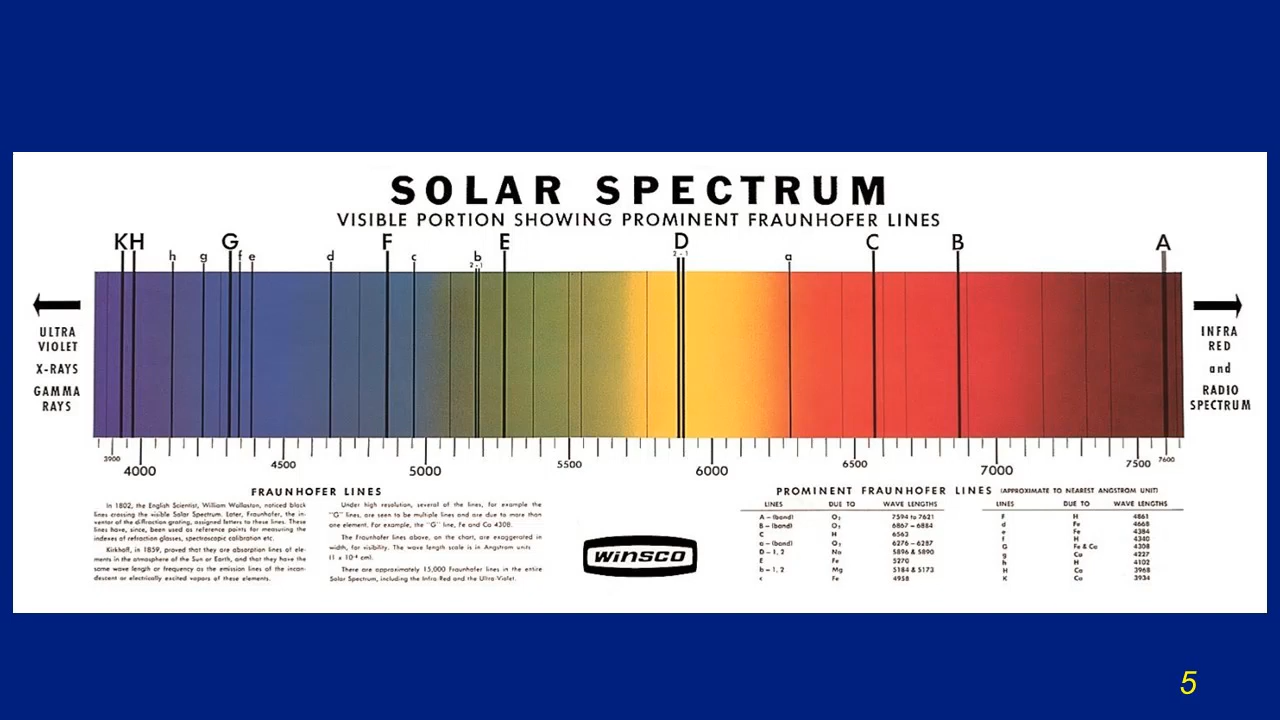 SOLAR SPECTRUM
VISIBLE PORTION SHOWING PROMINENT FRAUNHOFER LINES
K H h g G f e d F c b E D a C B A
2 - 1 2 - 1
ULTRA
VIOLET
X-RAYS
GAMMA
RAYS
INFRA
RED
and
RADIO
SPECTRUM
3900 4000 4500 5000 5500 6000 6500 7000 7500 7600
FRAUNHOFER LINES
In 1802, the English Scientist, William Wollaston, noticed black
lines crossing the visible Solar Spectrum. Later, Fraunhofer, the in-
ventor of the diffraction grating, assigned letters to these lines. These
lines have, since, been used as reference points for measuring the
indexes of refraction glasses, spectroscopic calibration etc.
Kirkhoff, in 1859, proved that they are absorption lines of ele-
ments in the atmosphere of the Sun or Earth, and that they have the
same wave length or frequency as the emission lines of the incan-
descent or electrically excited vapors of these elements.
Under high resolution, several of the lines, for example the
"G" lines, are seen to be multiple lines and are due to more than
one element. For example, the "G" line, Fe and Ca 4308.
The Fraunhofer lines above, on the chart, are exaggerated in
width, for visibility. The wave length scale is in Angstrom units
There are approximately 15,000 Fraunhofer lines in the entire
Solar Spectrum, including the Infra Red and the Ultra Violet.
WINSCO
PROMINENT FRAUNHOFER LINES (APPROXIMATE TO NEAREST ANGSTROM UNIT)
LINES DUE TO WAVE LENGTHS
A – (band) O₂ 7594 to 7621
B – (band) O₂ 6867 – 6884
C H 6563
a – (band) O₂ 6276 – 6287
D – 1, 2 Na 5896 & 5890
E Fe 5270
b – 1, 2 Mg 5184 & 5173
c Fe 4958
LINES DUE TO WAVE LENGTHS
F H 4861
d Fe 4668
e Fe 4384
f H 4340
G Fe & Ca 4308
g Ca 4227
h H 4102
H Ca 3968
K Ca 3934
5